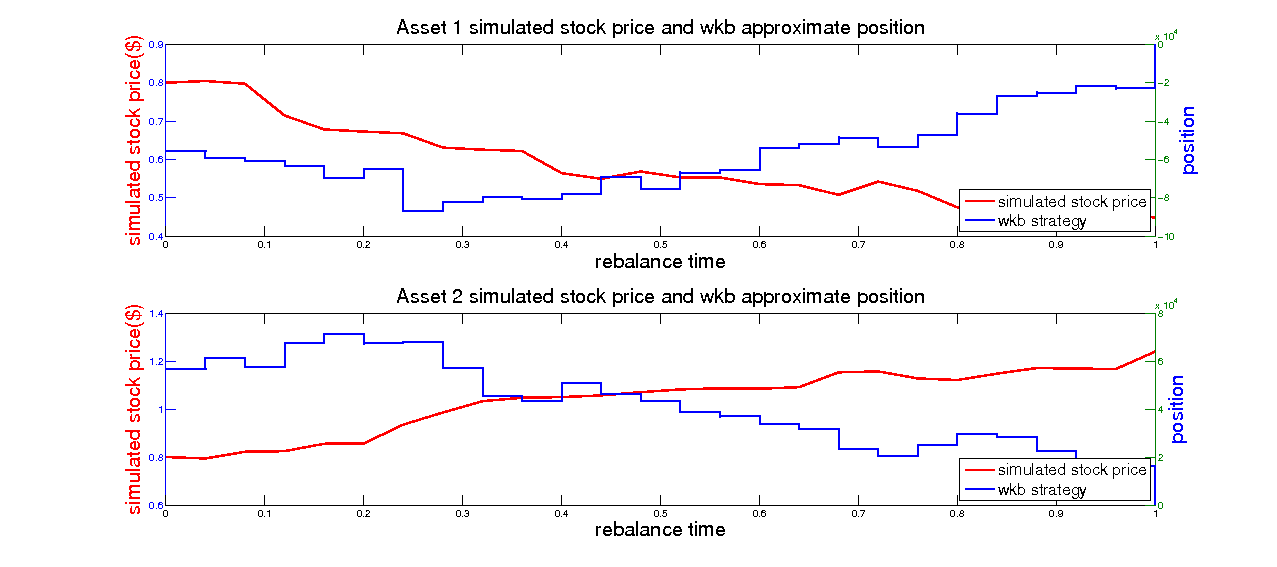 Asset 1 simulated stock price and wkb approximate position
x 10^4
simulated stock price($)
0.9
0.8
0.7
0.6
0.5
0.4
0
−2
−4
−6
−8
−10
position
simulated stock price
wkb strategy
0 0.1 0.2 0.3 0.4 0.5 0.6 0.7 0.8 0.9 1
rebalance time
Asset 2 simulated stock price and wkb approximate position
x 10^4
simulated stock price($)
1.4
1.2
1
0.8
0.6
8
6
4
2
0
position
simulated stock price
wkb strategy
0 0.1 0.2 0.3 0.4 0.5 0.6 0.7 0.8 0.9 1
rebalance time